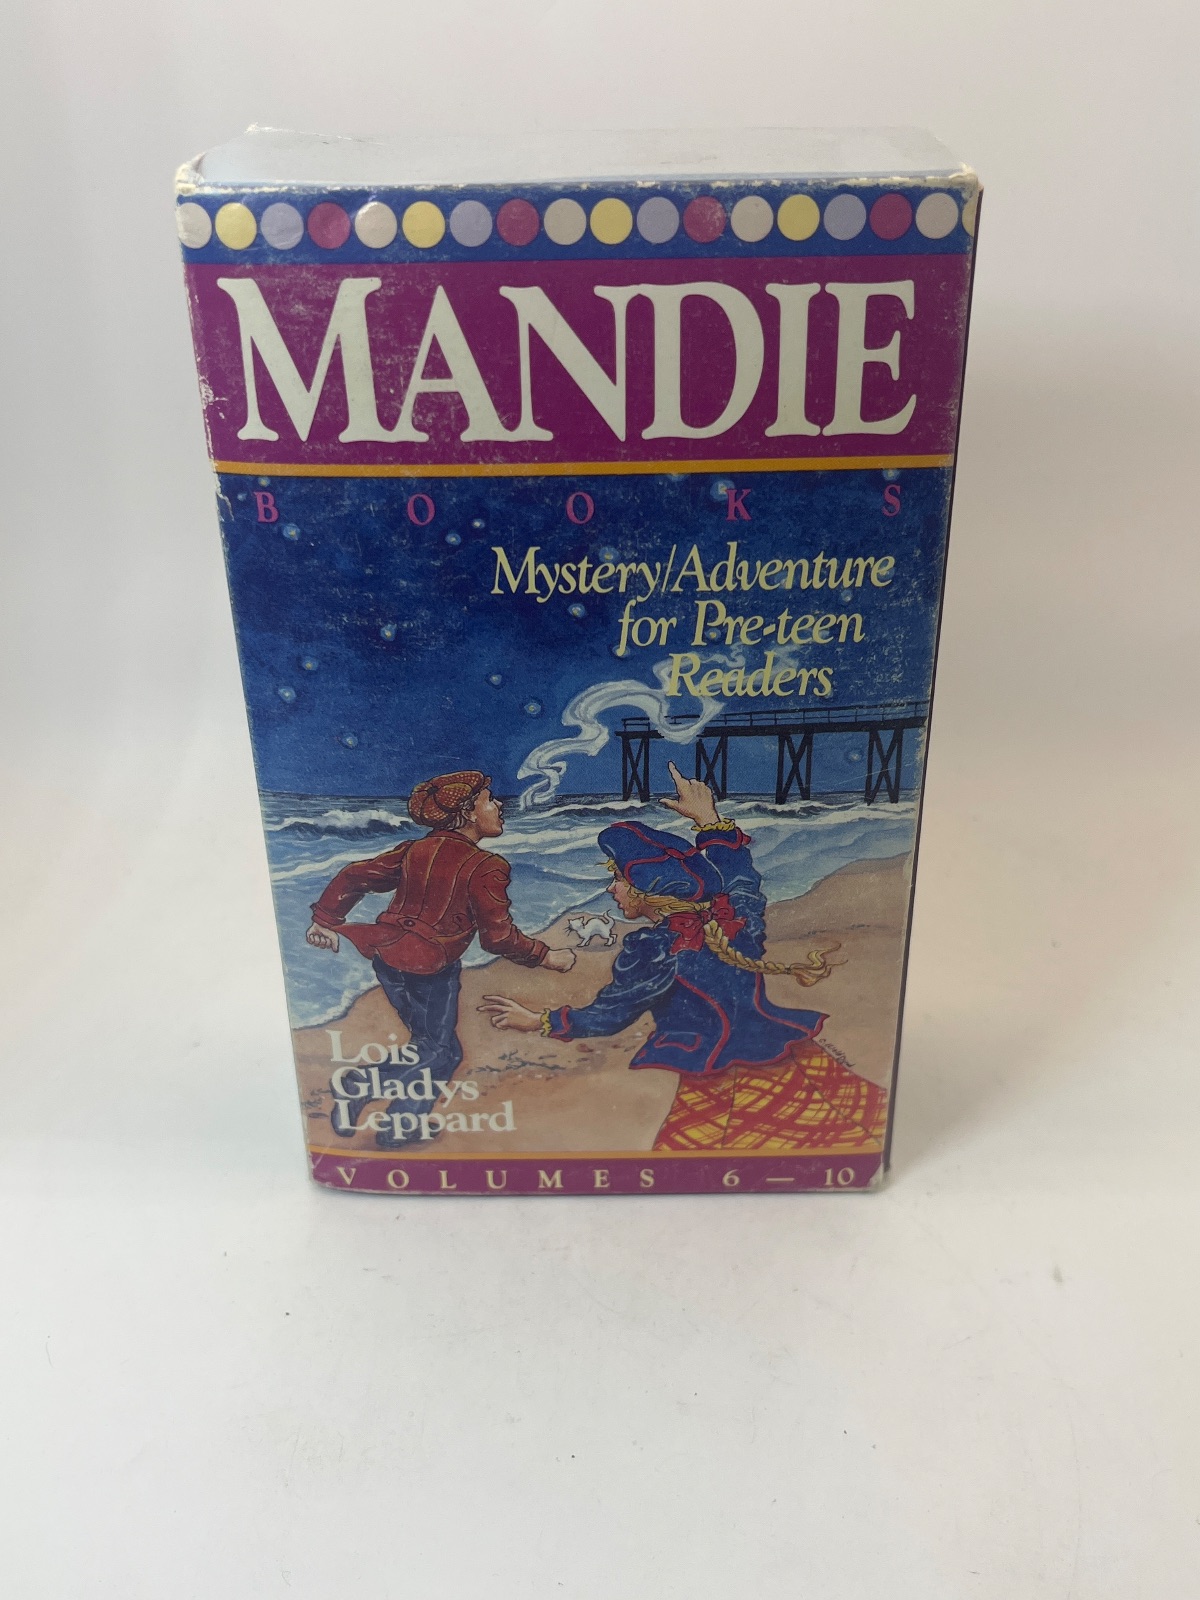 MANDIE
BOOKS
Mystery/Adventure
for Pre-teen
Readers
Lois
Gladys
Leppard
VOLUMES 6 — 10